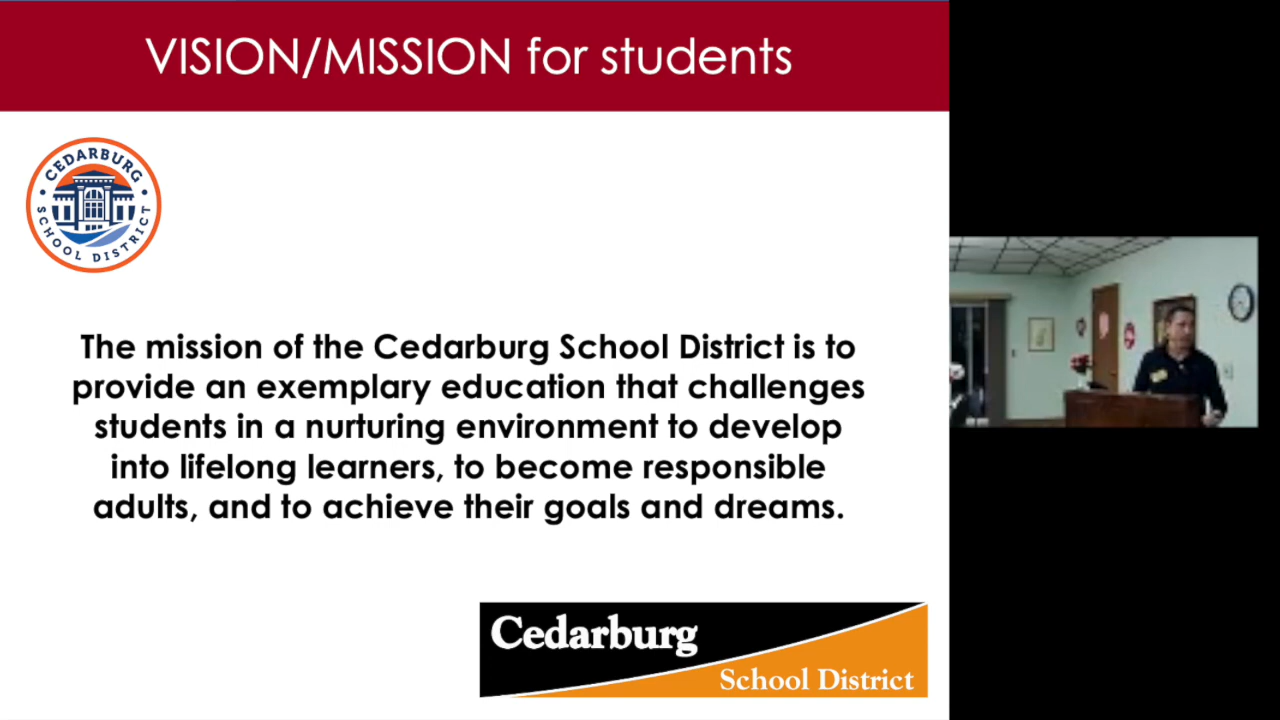 VISION/MISSION for students
CEDARBURG
SCHOOL DISTRICT
The mission of the Cedarburg School District is to
provide an exemplary education that challenges
students in a nurturing environment to develop
into lifelong learners, to become responsible
adults, and to achieve their goals and dreams.
Cedarburg
School District